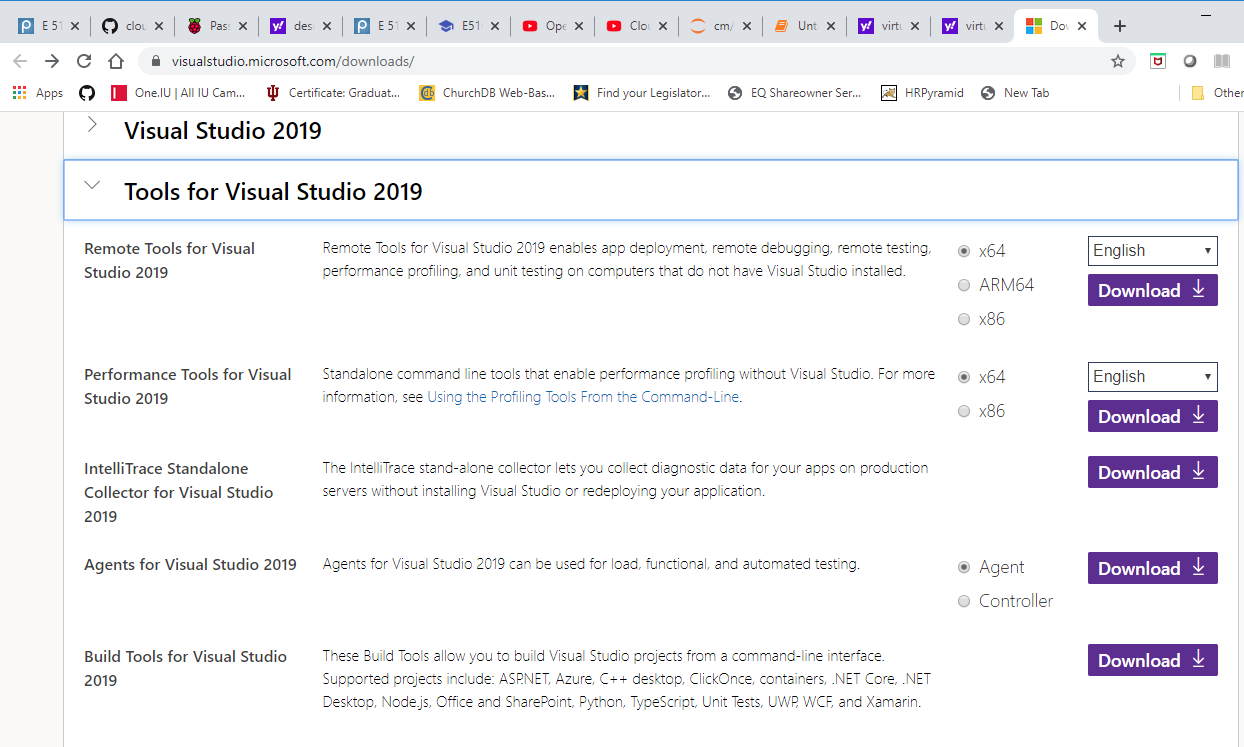 E 51
clou
Pass
des
E 51
E51
Ope
Clou
cm/
Unt
virtu
virtu
Dov
visualstudio.microsoft.com/downloads/
Apps
One.IU | All IU Cam...
Certificate: Graduat...
ChurchDB Web-Bas...
Find your Legislator...
EQ Shareowner Ser...
HRPyramid
New Tab
Other
Visual Studio 2019
Tools for Visual Studio 2019
Remote Tools for Visual
Studio 2019
Remote Tools for Visual Studio 2019 enables app deployment, remote debugging, remote testing,
performance profiling, and unit testing on computers that do not have Visual Studio installed.
x64
ARM64
x86
English
Download
Performance Tools for Visual
Studio 2019
Standalone command line tools that enable performance profiling without Visual Studio. For more
information, see Using the Profiling Tools From the Command-Line.
x64
x86
English
Download
IntelliTrace Standalone
Collector for Visual Studio
2019
The IntelliTrace stand-alone collector lets you collect diagnostic data for your apps on production
servers without installing Visual Studio or redeploying your application.
Download
Agents for Visual Studio 2019
Agents for Visual Studio 2019 can be used for load, functional, and automated testing.
Agent
Controller
Download
Build Tools for Visual Studio
2019
These Build Tools allow you to build Visual Studio projects from a command-line interface.
Supported projects include: ASP.NET, Azure, C++ desktop, ClickOnce, containers, .NET Core, .NET
Desktop, Node.js, Office and SharePoint, Python, TypeScript, Unit Tests, UWP, WCF, and Xamarin.
Download